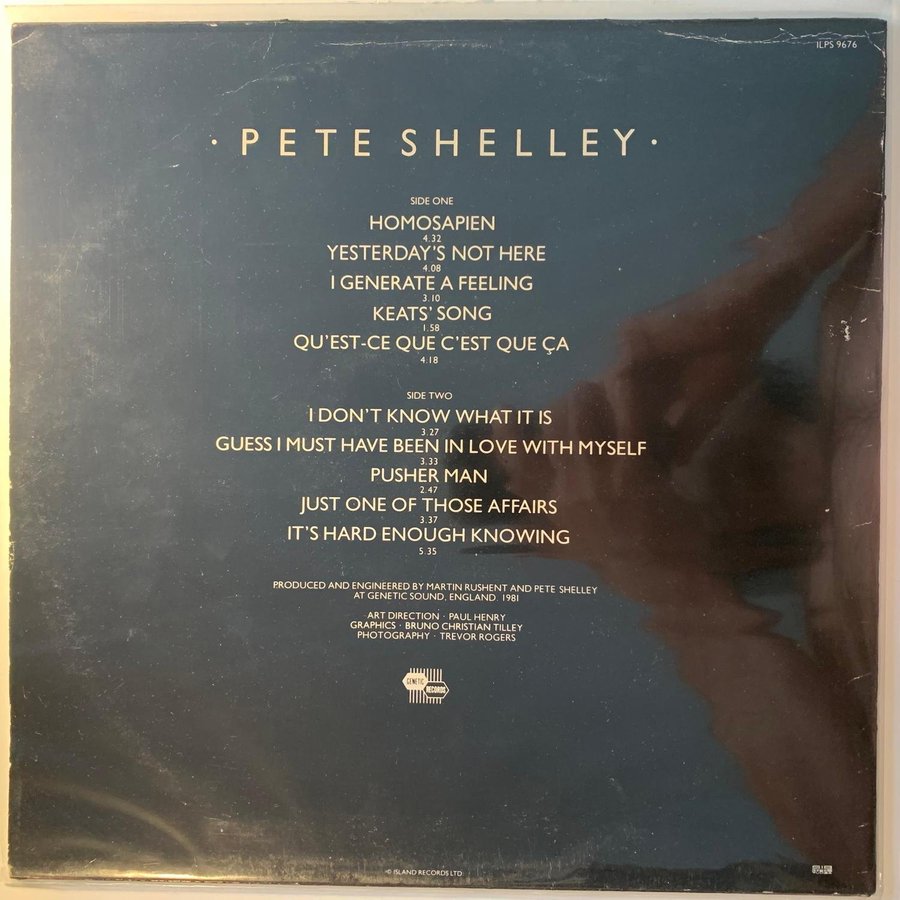 ILPS 9676
· PETE SHELLEY ·
SIDE ONE
HOMOSAPIEN
4.32
YESTERDAY'S NOT HERE
4.08
I GENERATE A FEELING
3.10
KEATS' SONG
1.58
QU'EST-CE QUE C'EST QUE ÇA
4.18
SIDE TWO
I DON'T KNOW WHAT IT IS
3.27
GUESS I MUST HAVE BEEN IN LOVE WITH MYSELF
3.33
PUSHER MAN
2.47
JUST ONE OF THOSE AFFAIRS
3.37
IT'S HARD ENOUGH KNOWING
5.35
PRODUCED AND ENGINEERED BY MARTIN RUSHENT AND PETE SHELLEY
AT GENETIC SOUND, ENGLAND. 1981
ART DIRECTION · PAUL HENRY
GRAPHICS · BRUNO CHRISTIAN TILLEY
PHOTOGRAPHY · TREVOR ROGERS
GENETIC
RECORDS
© ISLAND RECORDS LTD